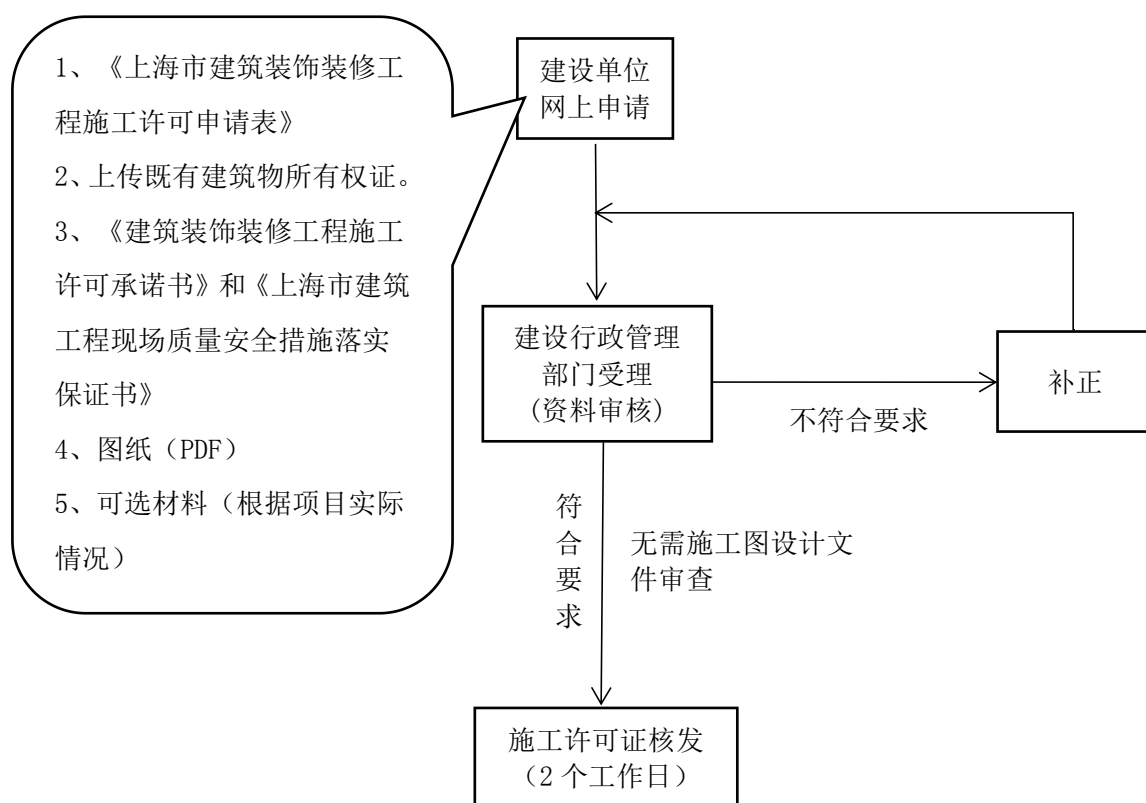 1、《上海市建筑装饰装修工
程施工许可申请表》
2、上传既有建筑物所有权证。
3、《建筑装饰装修工程施工
许可承诺书》和《上海市建筑
工程现场质量安全措施落实
保证书》
4、图纸（PDF）
5、可选材料（根据项目实际
情况）
建设单位
网上申请
建设行政管理
部门受理
(资料审核)
不符合要求
补正
符
合
要
求
无需施工图设计文
件审查
施工许可证核发
（2 个工作日）